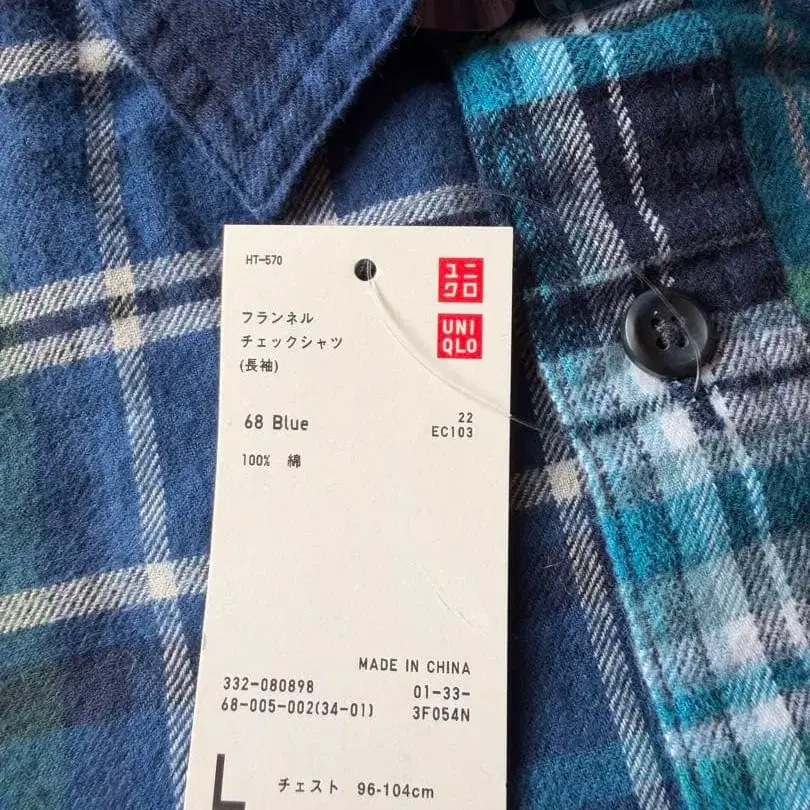 HT-570
ユニ
クロ
UNI
QLO
フランネル
チェックシャツ
(長袖)
68 Blue
22
EC103
100% 綿
MADE IN CHINA
332-080898
01-33-
68-005-002(34-01)
3F054N
L
チェスト 96-104cm